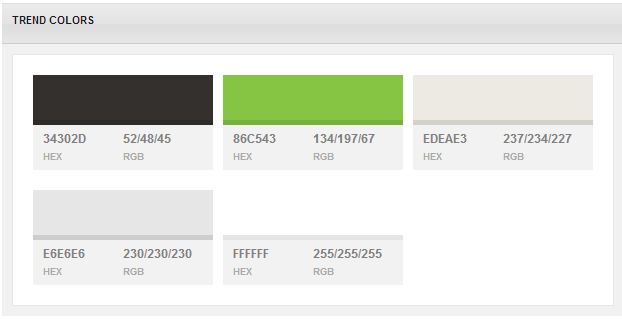 TREND COLORS
34302D 52/48/45 86C543 134/197/67 EDEAE3 237/234/227
HEX RGB HEX RGB HEX RGB
E6E6E6 230/230/230 FFFFFF 255/255/255
HEX RGB HEX RGB